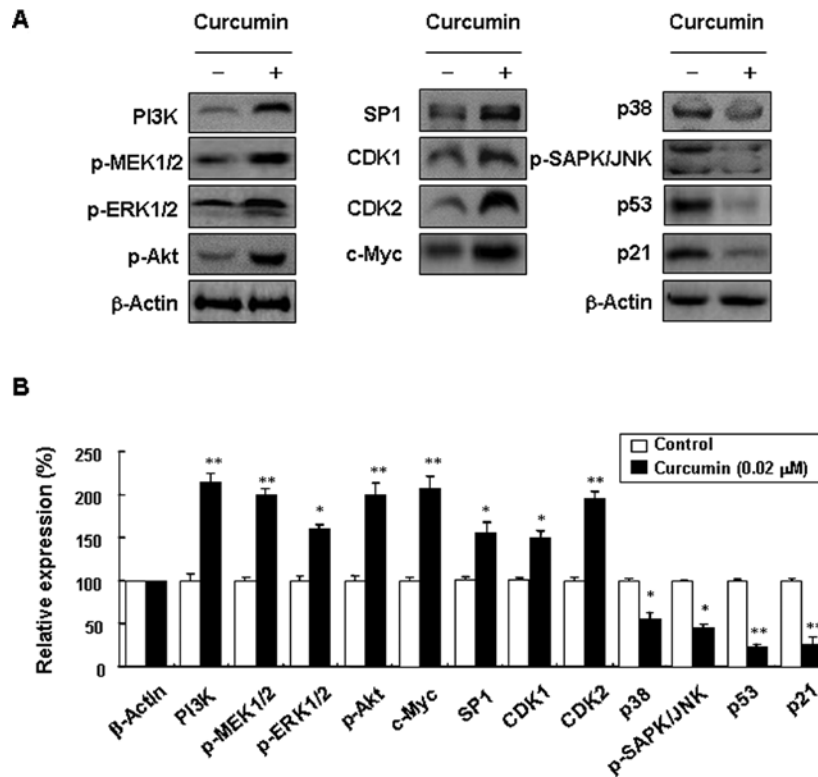 A
Curcumin
− +
PI3K
p-MEK1/2
p-ERK1/2
p-Akt
β-Actin
Curcumin
− +
SP1
CDK1
CDK2
c-Myc
Curcumin
− +
p38
p-SAPK/JNK
p53
p21
β-Actin
B
Relative expression (%)
250
200
150
100
50
0
** ** * ** ** * * ** * * ** **
Control
Curcumin (0.02 μM)
β-Actin
PI3K
p-MEK1/2
p-ERK1/2
p-Akt
c-Myc
SP1
CDK1
CDK2
p38
p-SAPK/JNK
p53
p21